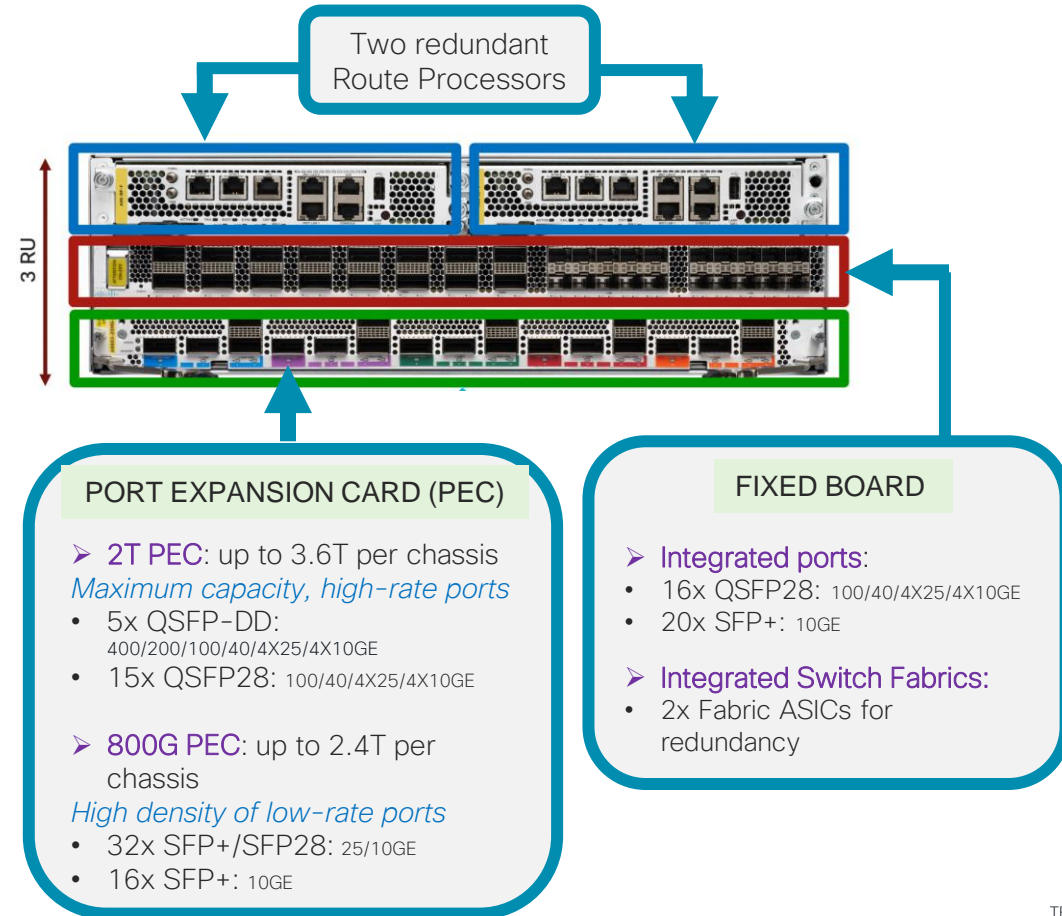 Two redundant
Route Processors
3 RU
PORT EXPANSION CARD (PEC)
➢ 2T PEC: up to 3.6T per chassis
Maximum capacity, high-rate ports
• 5x QSFP-DD:
400/200/100/40/4X25/4X10GE
• 15x QSFP28: 100/40/4X25/4X10GE
➢ 800G PEC: up to 2.4T per
chassis
High density of low-rate ports
• 32x SFP+/SFP28: 25/10GE
• 16x SFP+: 10GE
FIXED BOARD
➢ Integrated ports:
• 16x QSFP28: 100/40/4X25/4X10GE
• 20x SFP+: 10GE
➢ Integrated Switch Fabrics:
• 2x Fabric ASICs for
redundancy